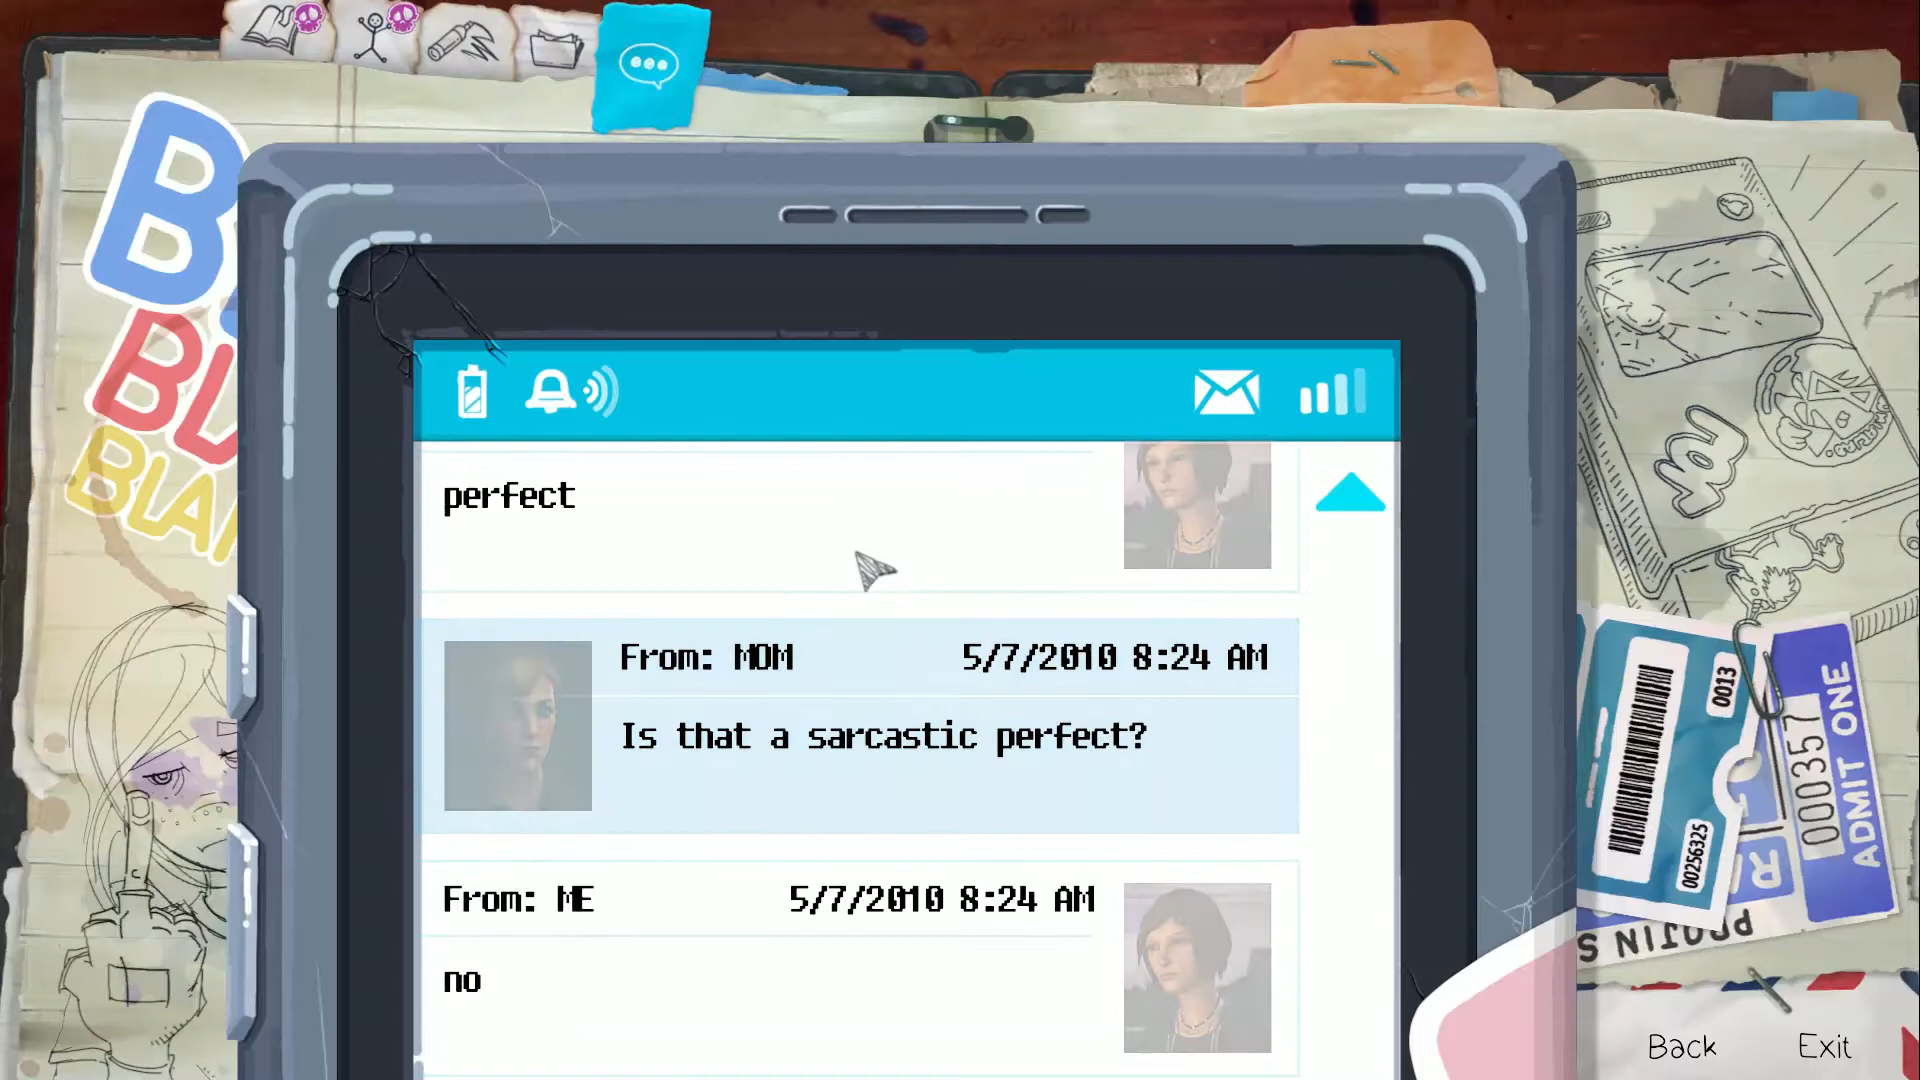 perfect
From: MOM 5/7/2010 8:24 AM
Is that a sarcastic perfect?
From: ME 5/7/2010 8:24 AM
no
0013
00256325
000357
ADMIT ONE
Back
Exit